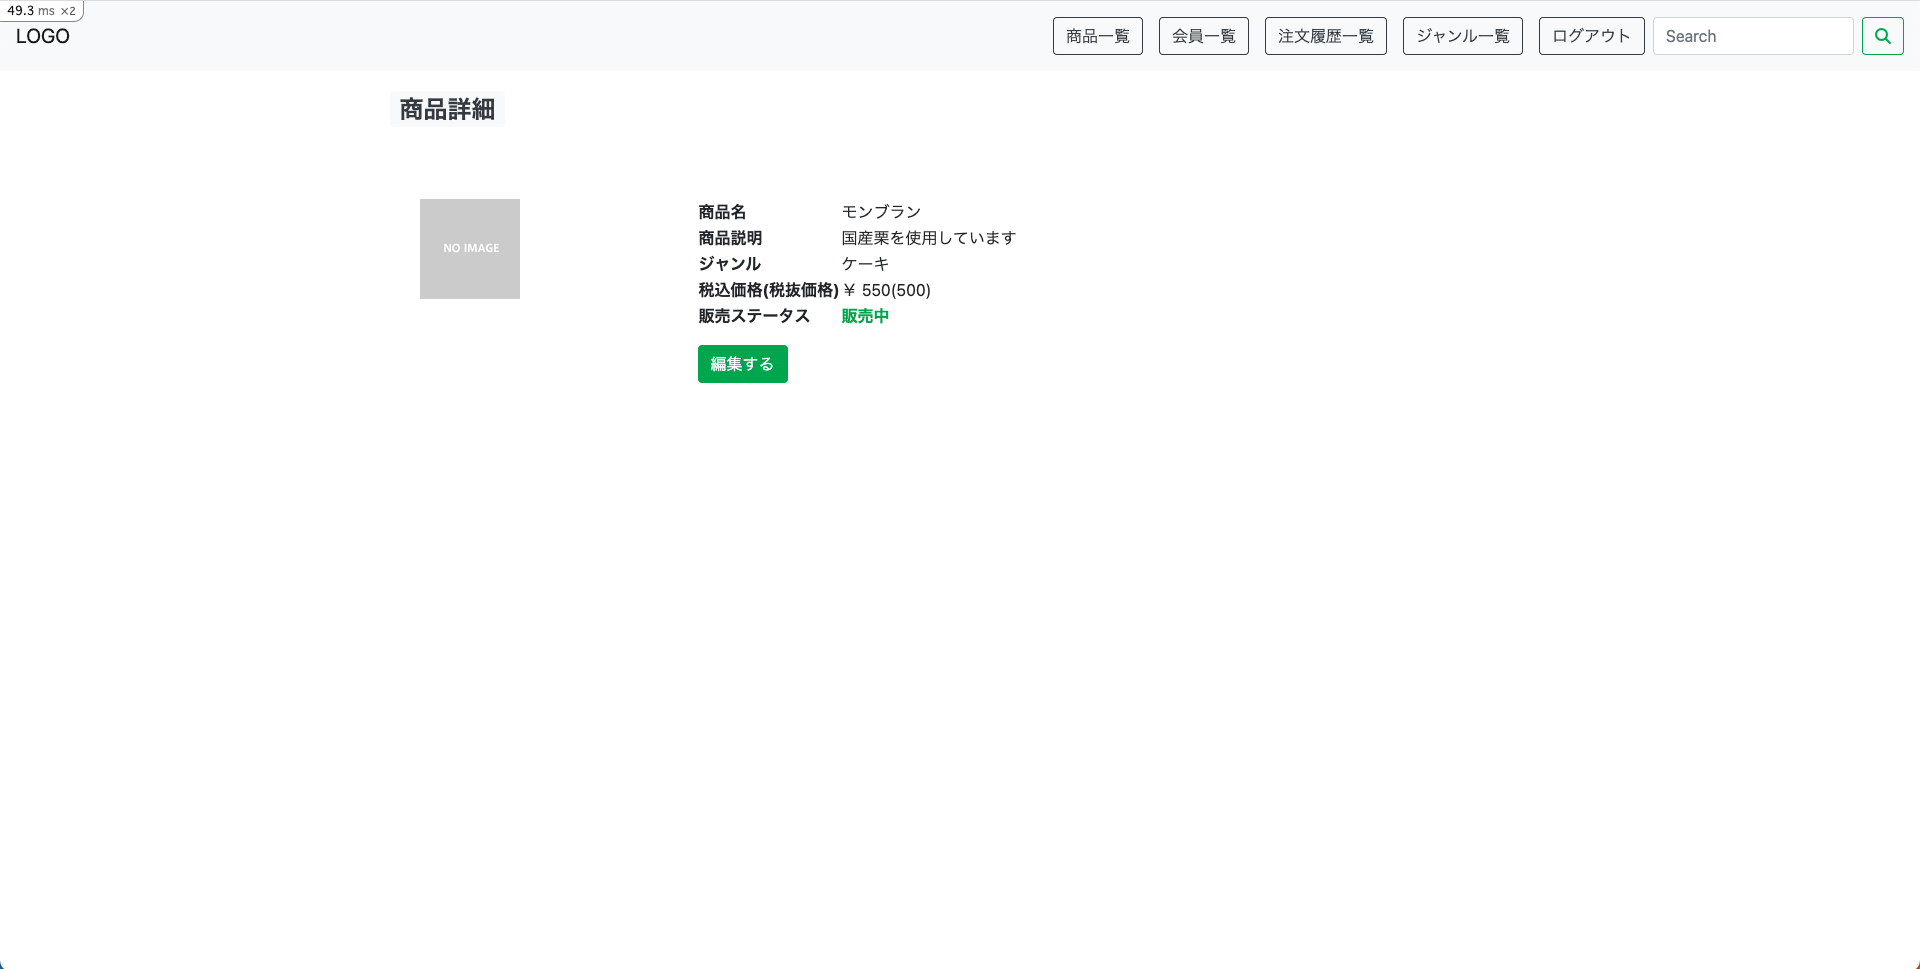 49.3 ms ×2
LOGO 商品一覧 会員一覧 注文履歴一覧 ジャンル一覧 ログアウト Search
商品詳細
NO IMAGE
商品名 モンブラン
商品説明 国産栗を使用しています
ジャンル ケーキ
税込価格(税抜価格) ¥ 550(500)
販売ステータス 販売中
編集する